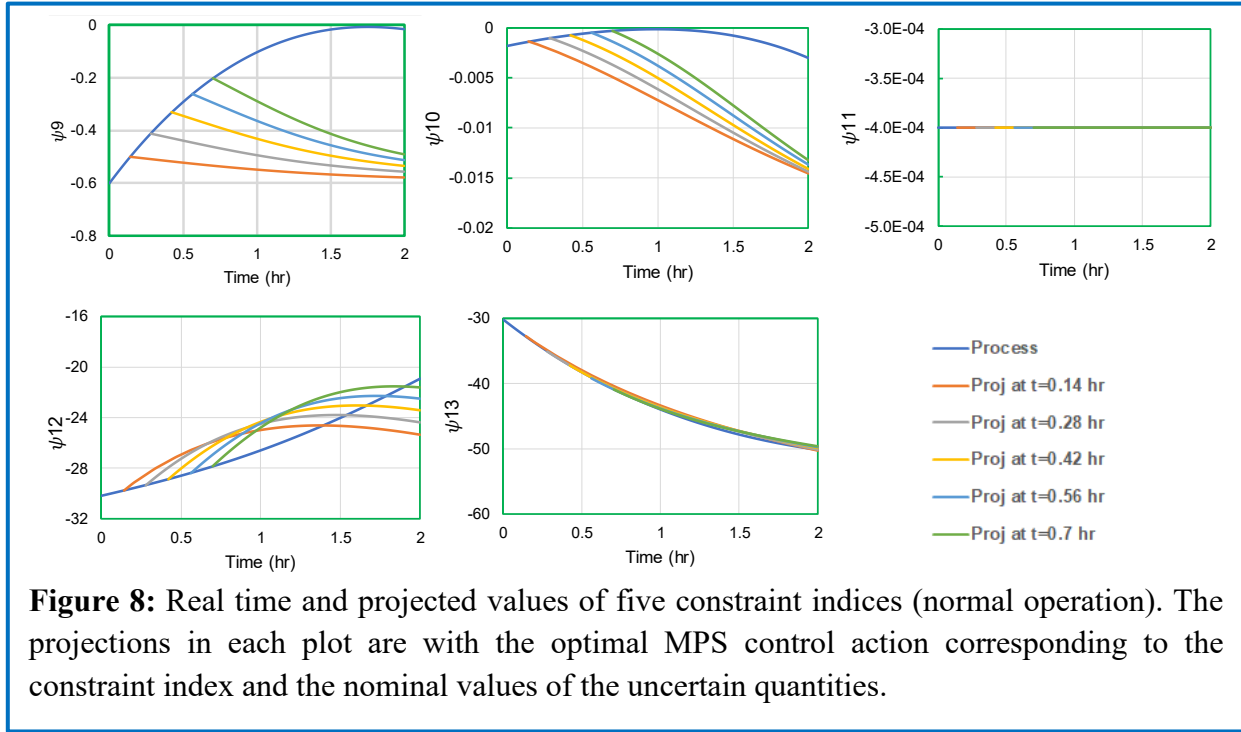 0
-0.2
-0.4
-0.6
-0.8
ψ9
0 0.5 1 1.5 2
Time (hr)
0
-0.005
-0.01
-0.015
-0.02
ψ10
0 0.5 1 1.5 2
Time (hr)
-3.0E-04
-3.5E-04
-4.0E-04
-4.5E-04
-5.0E-04
ψ11
0 0.5 1 1.5 2
Time (hr)
-16
-20
-24
-28
-32
ψ12
0 0.5 1 1.5 2
Time (hr)
-30
-40
-50
-60
ψ13
0 0.5 1 1.5 2
Time (hr)
Process
Proj at t=0.14 hr
Proj at t=0.28 hr
Proj at t=0.42 hr
Proj at t=0.56 hr
Proj at t=0.7 hr
Figure 8: Real time and projected values of five constraint indices (normal operation). The
projections in each plot are with the optimal MPS control action corresponding to the
constraint index and the nominal values of the uncertain quantities.